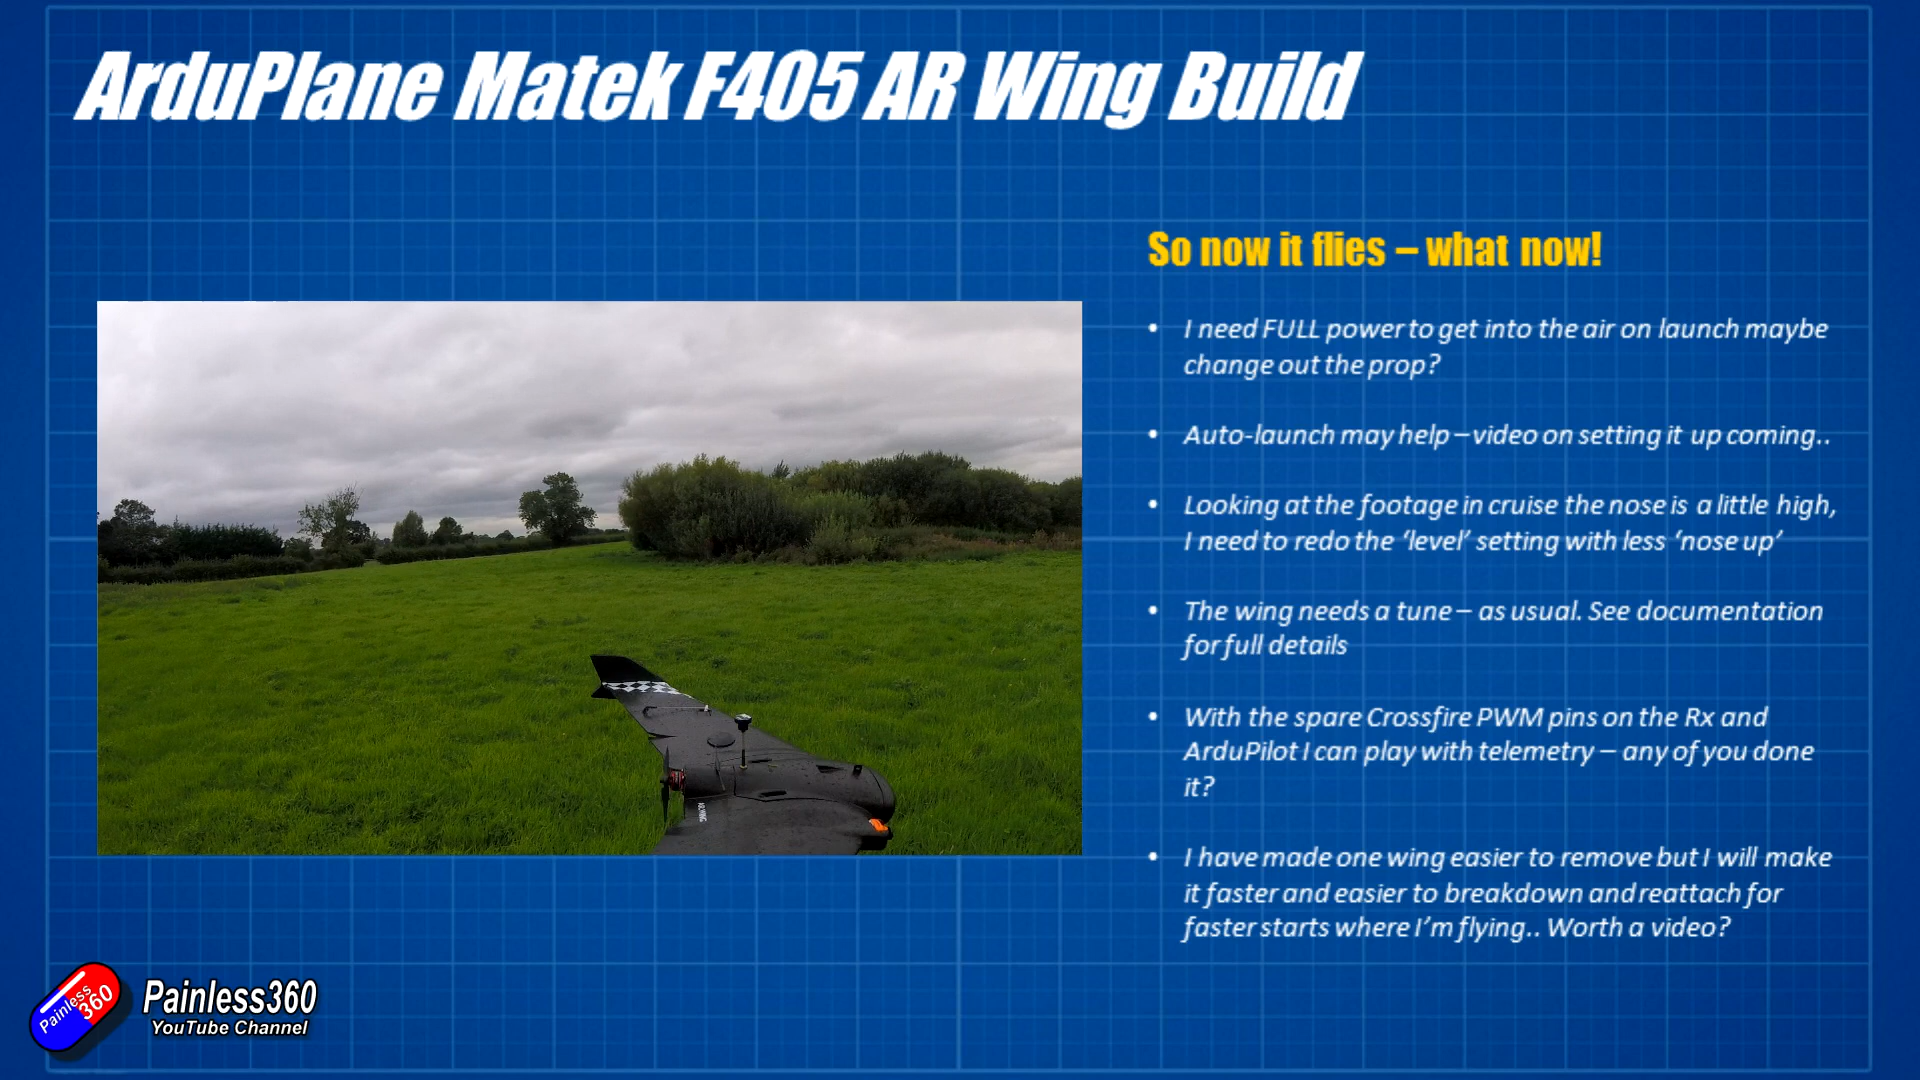 ArduPlane Matek F405 AR Wing Build
So now it flies – what now!
• I need FULL power to get into the air on launch maybe
change out the prop?
• Auto-launch may help – video on setting it up coming..
• Looking at the footage in cruise the nose is a little high,
I need to redo the ‘level’ setting with less ‘nose up’
• The wing needs a tune – as usual. See documentation
for full details
• With the spare Crossfire PWM pins on the Rx and
ArduPilot I can play with telemetry – any of you done
it?
• I have made one wing easier to remove but I will make
it faster and easier to breakdown and reattach for
faster starts where I’m flying.. Worth a video?
Painless
360
Painless360
YouTube Channel